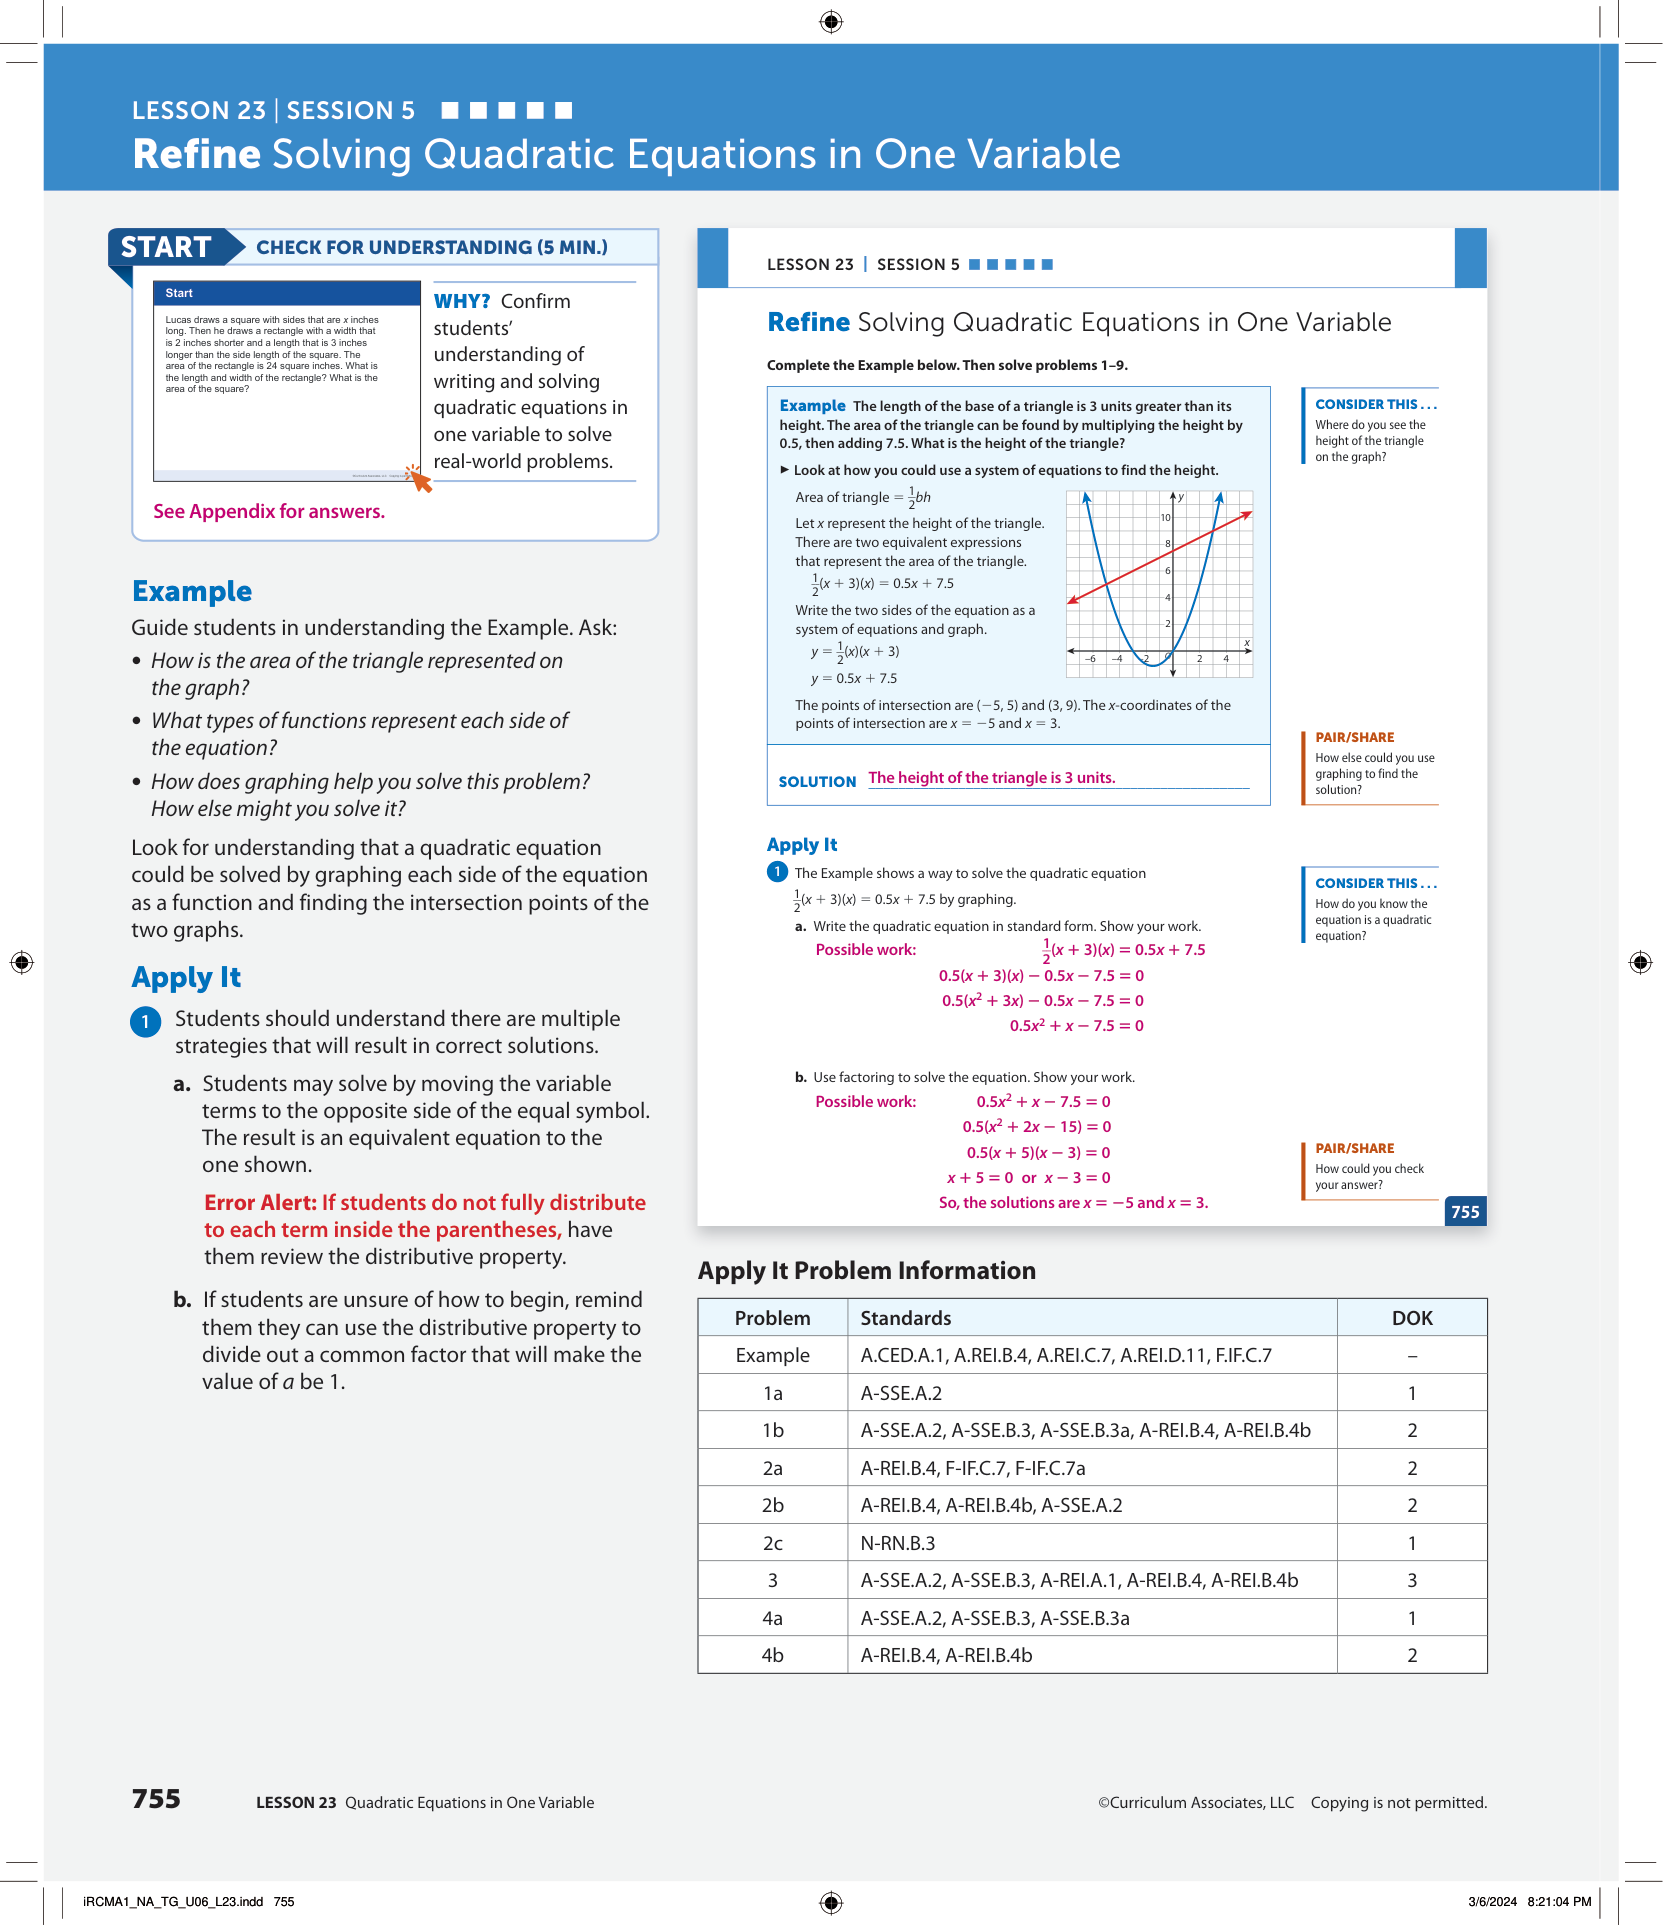 LESSON 23 | SESSION 5
Refine Solving Quadratic Equations in One Variable
START
CHECK FOR UNDERSTANDING (5 MIN.)
Start
Lucas draws a square with sides that are x inches
long. Then he draws a rectangle with a width that
is 2 inches shorter and a length that is 3 inches
longer than the side length of the square. The
area of the rectangle is 24 square inches. What is
the length and width of the rectangle? What is the
area of the square?
WHY? Confirm
students’
understanding of
writing and solving
quadratic equations in
one variable to solve
real-world problems.
See Appendix for answers.
Example
Guide students in understanding the Example. Ask:
• How is the area of the triangle represented on
the graph?
• What types of functions represent each side of
the equation?
• How does graphing help you solve this problem?
How else might you solve it?
Look for understanding that a quadratic equation
could be solved by graphing each side of the equation
as a function and finding the intersection points of the
two graphs.
Apply It
1 Students should understand there are multiple
strategies that will result in correct solutions.
a. Students may solve by moving the variable
terms to the opposite side of the equal symbol.
The result is an equivalent equation to the
one shown.
Error Alert: If students do not fully distribute
to each term inside the parentheses, have
them review the distributive property.
b. If students are unsure of how to begin, remind
them they can use the distributive property to
divide out a common factor that will make the
value of a be 1.
LESSON 23 | SESSION 5
Refine Solving Quadratic Equations in One Variable
Complete the Example below. Then solve problems 1–9.
Example The length of the base of a triangle is 3 units greater than its
height. The area of the triangle can be found by multiplying the height by
0.5, then adding 7.5. What is the height of the triangle?
▶ Look at how you could use a system of equations to find the height.
Area of triangle = 1/2bh
Let x represent the height of the triangle.
There are two equivalent expressions
that represent the area of the triangle.
1/2(x + 3)(x) = 0.5x + 7.5
Write the two sides of the equation as a
system of equations and graph.
y = 1/2(x)(x + 3)
y = 0.5x + 7.5
y
10
8
6
4
2
x
–6 –4 –2 O 2 4
The points of intersection are (−5, 5) and (3, 9). The x-coordinates of the
points of intersection are x = −5 and x = 3.
SOLUTION The height of the triangle is 3 units.
CONSIDER THIS . . .
Where do you see the
height of the triangle
on the graph?
PAIR/SHARE
How else could you use
graphing to find the
solution?
Apply It
1 The Example shows a way to solve the quadratic equation
1/2(x + 3)(x) = 0.5x + 7.5 by graphing.
a. Write the quadratic equation in standard form. Show your work.
Possible work: 1/2(x + 3)(x) = 0.5x + 7.5
0.5(x + 3)(x) − 0.5x − 7.5 = 0
0.5(x² + 3x) − 0.5x − 7.5 = 0
0.5x² + x − 7.5 = 0
b. Use factoring to solve the equation. Show your work.
Possible work: 0.5x² + x − 7.5 = 0
0.5(x² + 2x − 15) = 0
0.5(x + 5)(x − 3) = 0
x + 5 = 0 or x − 3 = 0
So, the solutions are x = −5 and x = 3.
CONSIDER THIS . . .
How do you know the
equation is a quadratic
equation?
PAIR/SHARE
How could you check
your answer?
755
Apply It Problem Information
Problem Standards DOK
Example A.CED.A.1, A.REI.B.4, A.REI.C.7, A.REI.D.11, F.IF.C.7 –
1a A-SSE.A.2 1
1b A-SSE.A.2, A-SSE.B.3, A-SSE.B.3a, A-REI.B.4, A-REI.B.4b 2
2a A-REI.B.4, F-IF.C.7, F-IF.C.7a 2
2b A-REI.B.4, A-REI.B.4b, A-SSE.A.2 2
2c N-RN.B.3 1
3 A-SSE.A.2, A-SSE.B.3, A-REI.A.1, A-REI.B.4, A-REI.B.4b 3
4a A-SSE.A.2, A-SSE.B.3, A-SSE.B.3a 1
4b A-REI.B.4, A-REI.B.4b 2
755 LESSON 23 Quadratic Equations in One Variable
©Curriculum Associates, LLC Copying is not permitted.
iRCMA1_NA_TG_U06_L23.indd 755
3/6/2024 8:21:04 PM